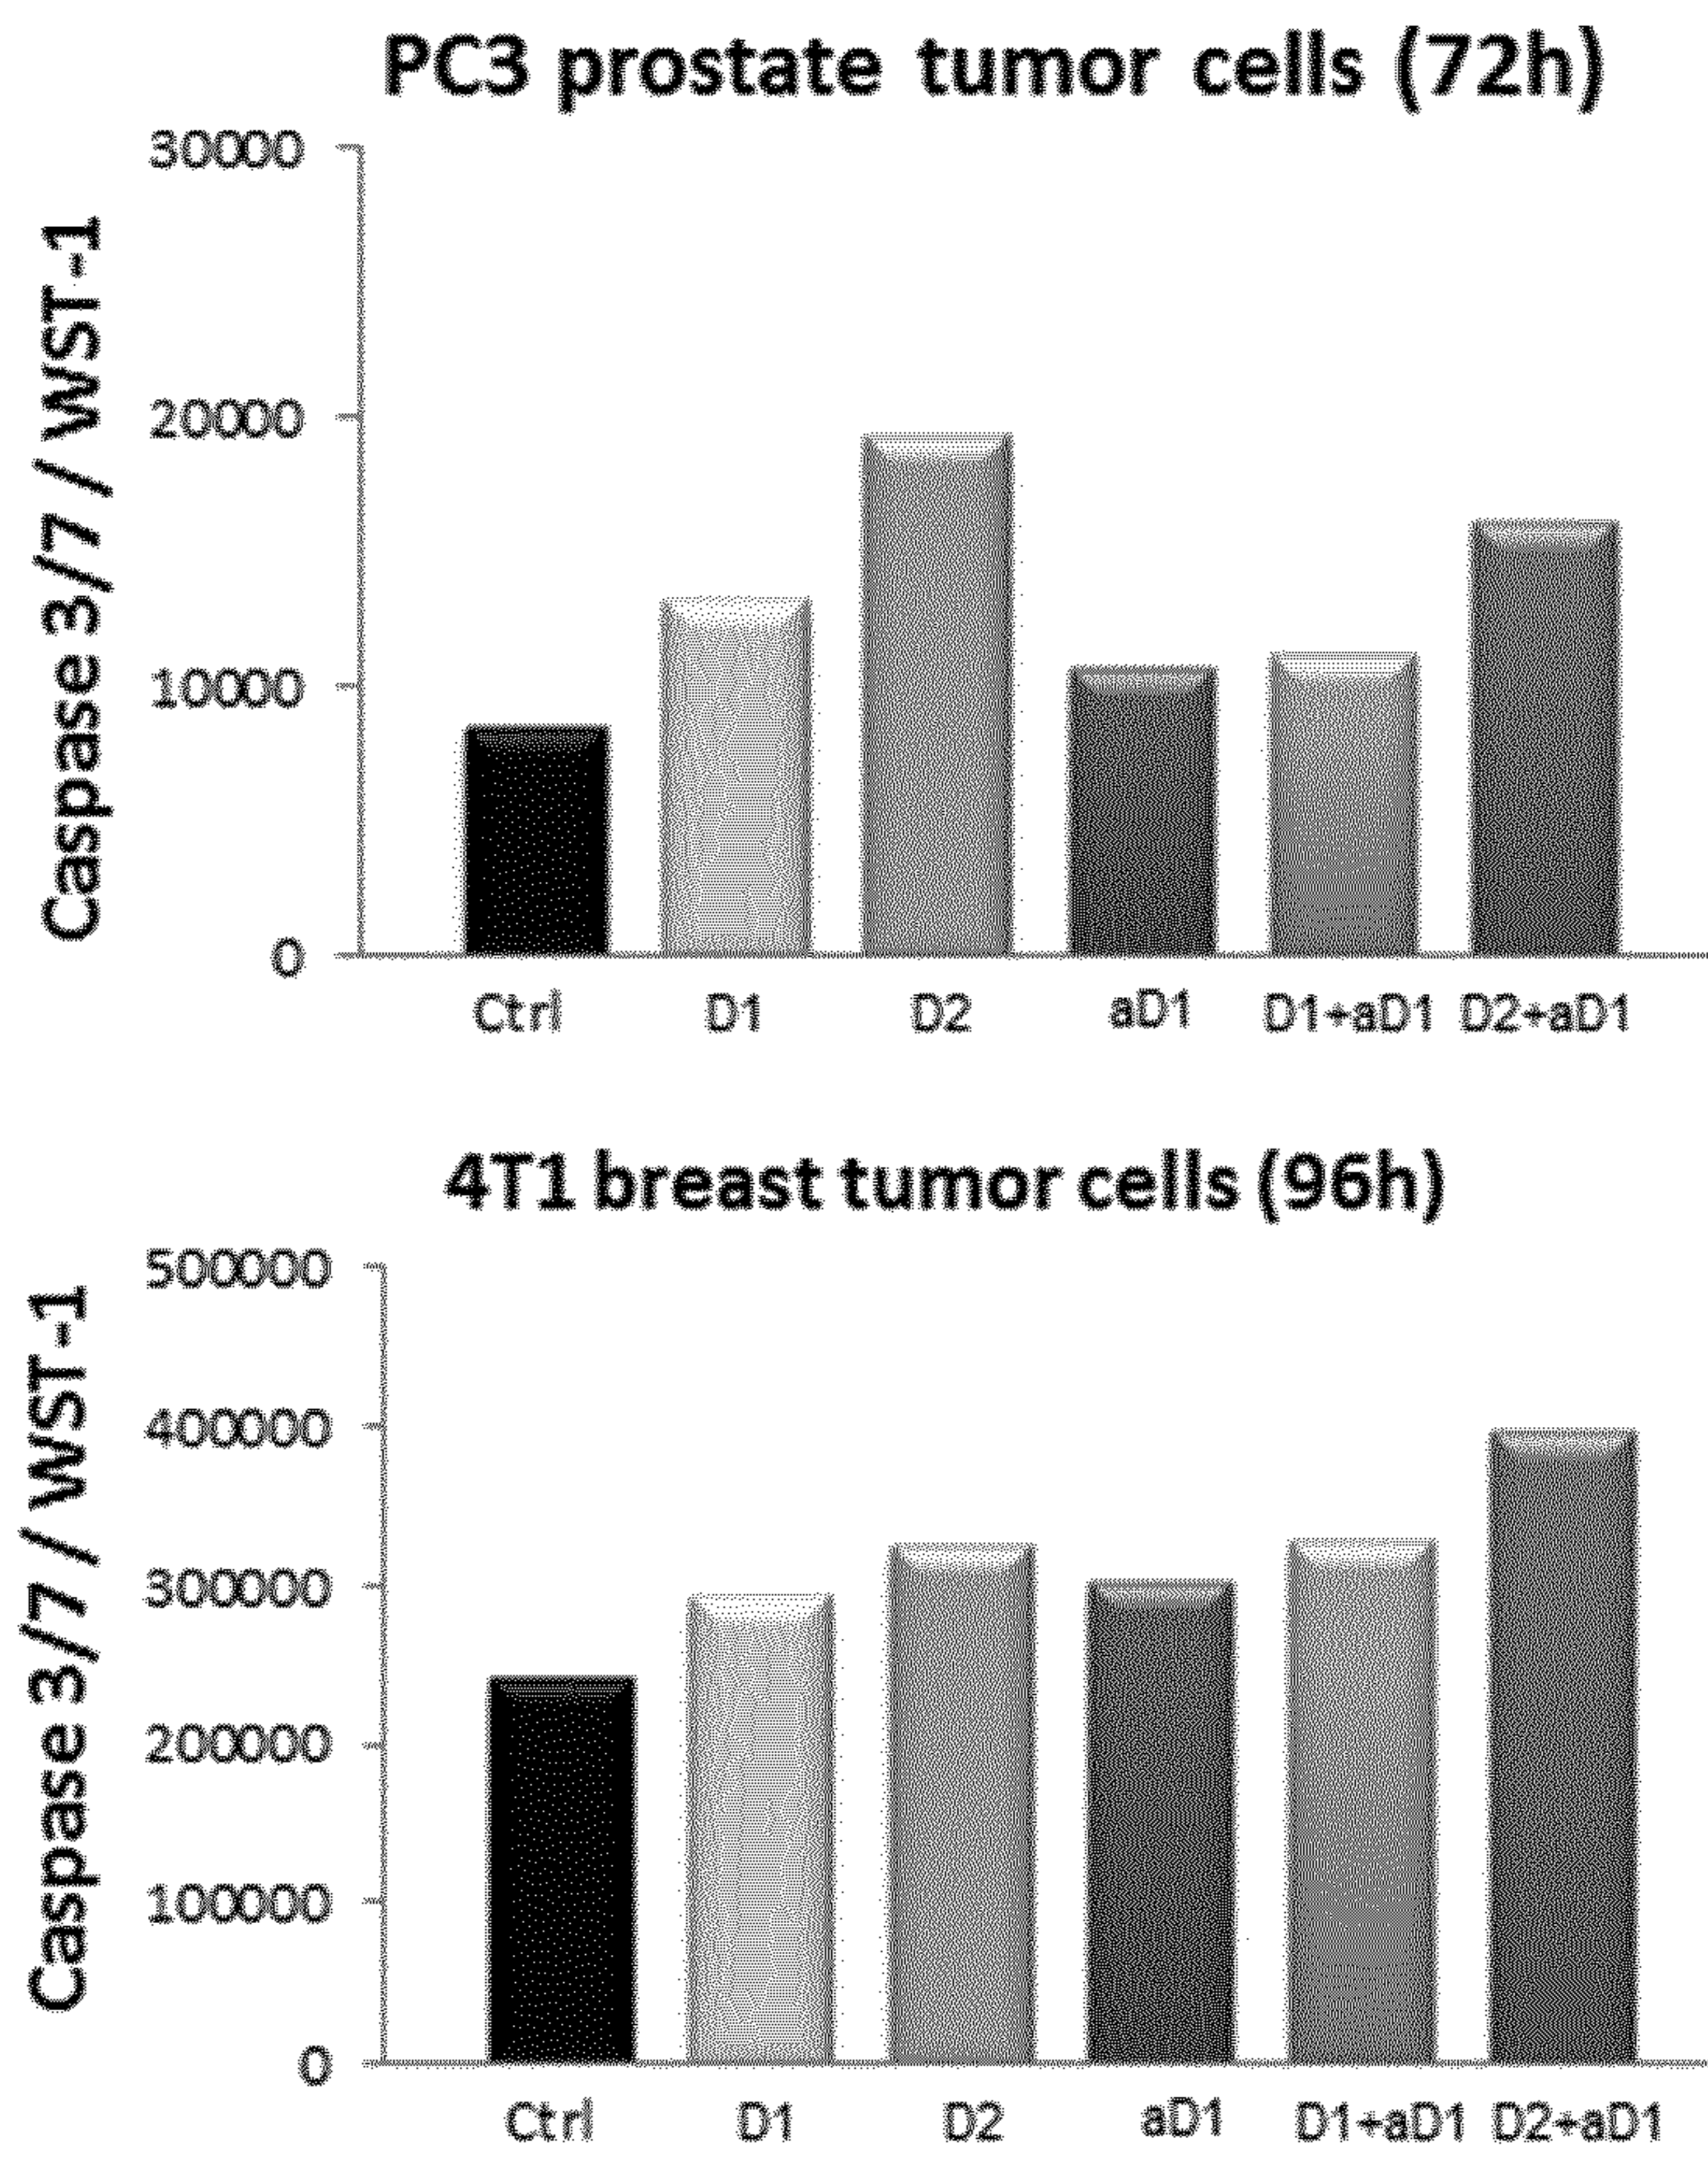 PC3 prostate tumor cells (72h)
Caspase 3/7 / WST-1
30000
20000
10000
0
Ctrl D1 D2 aD1 D1+aD1 D2+aD1
4T1 breast tumor cells (96h)
Caspase 3/7 / WST-1
500000
400000
300000
200000
100000
0
Ctrl D1 D2 aD1 D1+aD1 D2+aD1